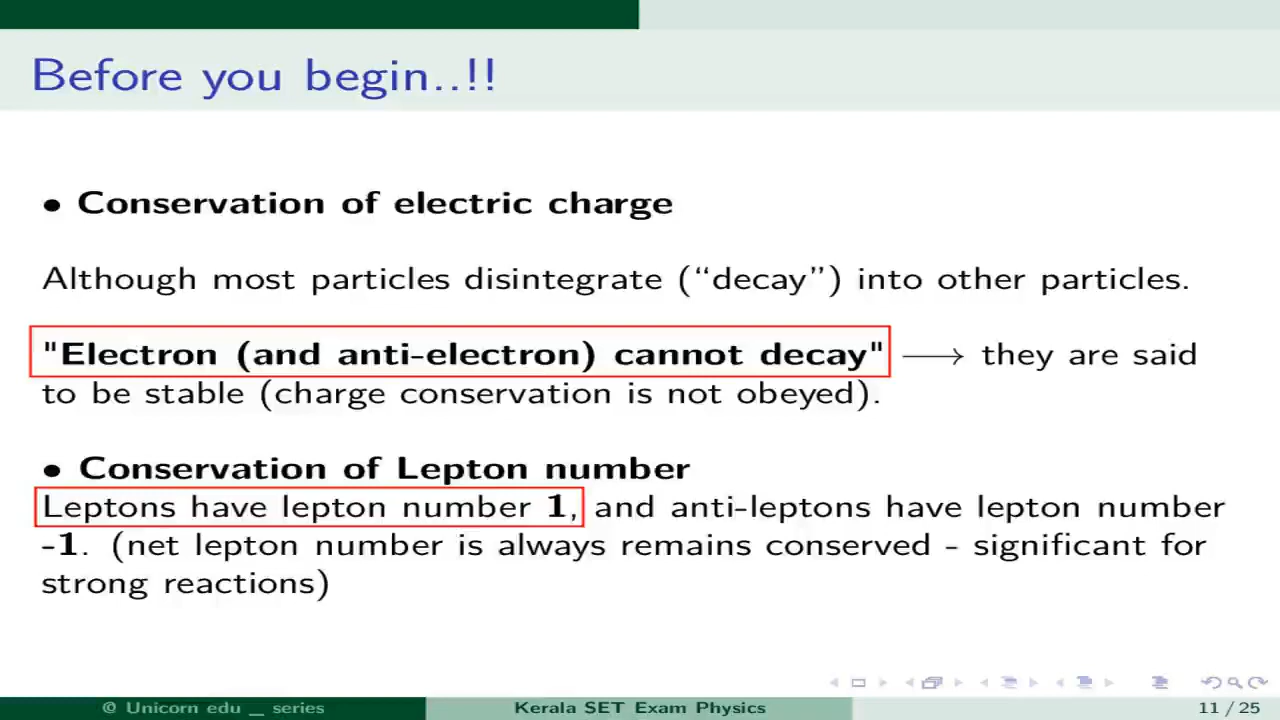 Before you begin..!!
• Conservation of electric charge
Although most particles disintegrate (“decay”) into other particles.
"Electron (and anti-electron) cannot decay" ⟶ they are said
to be stable (charge conservation is not obeyed).
• Conservation of Lepton number
Leptons have lepton number 1, and anti-leptons have lepton number
-1. (net lepton number is always remains conserved - significant for
strong reactions)
© Unicorn edu _ series
Kerala SET Exam Physics
11 / 25